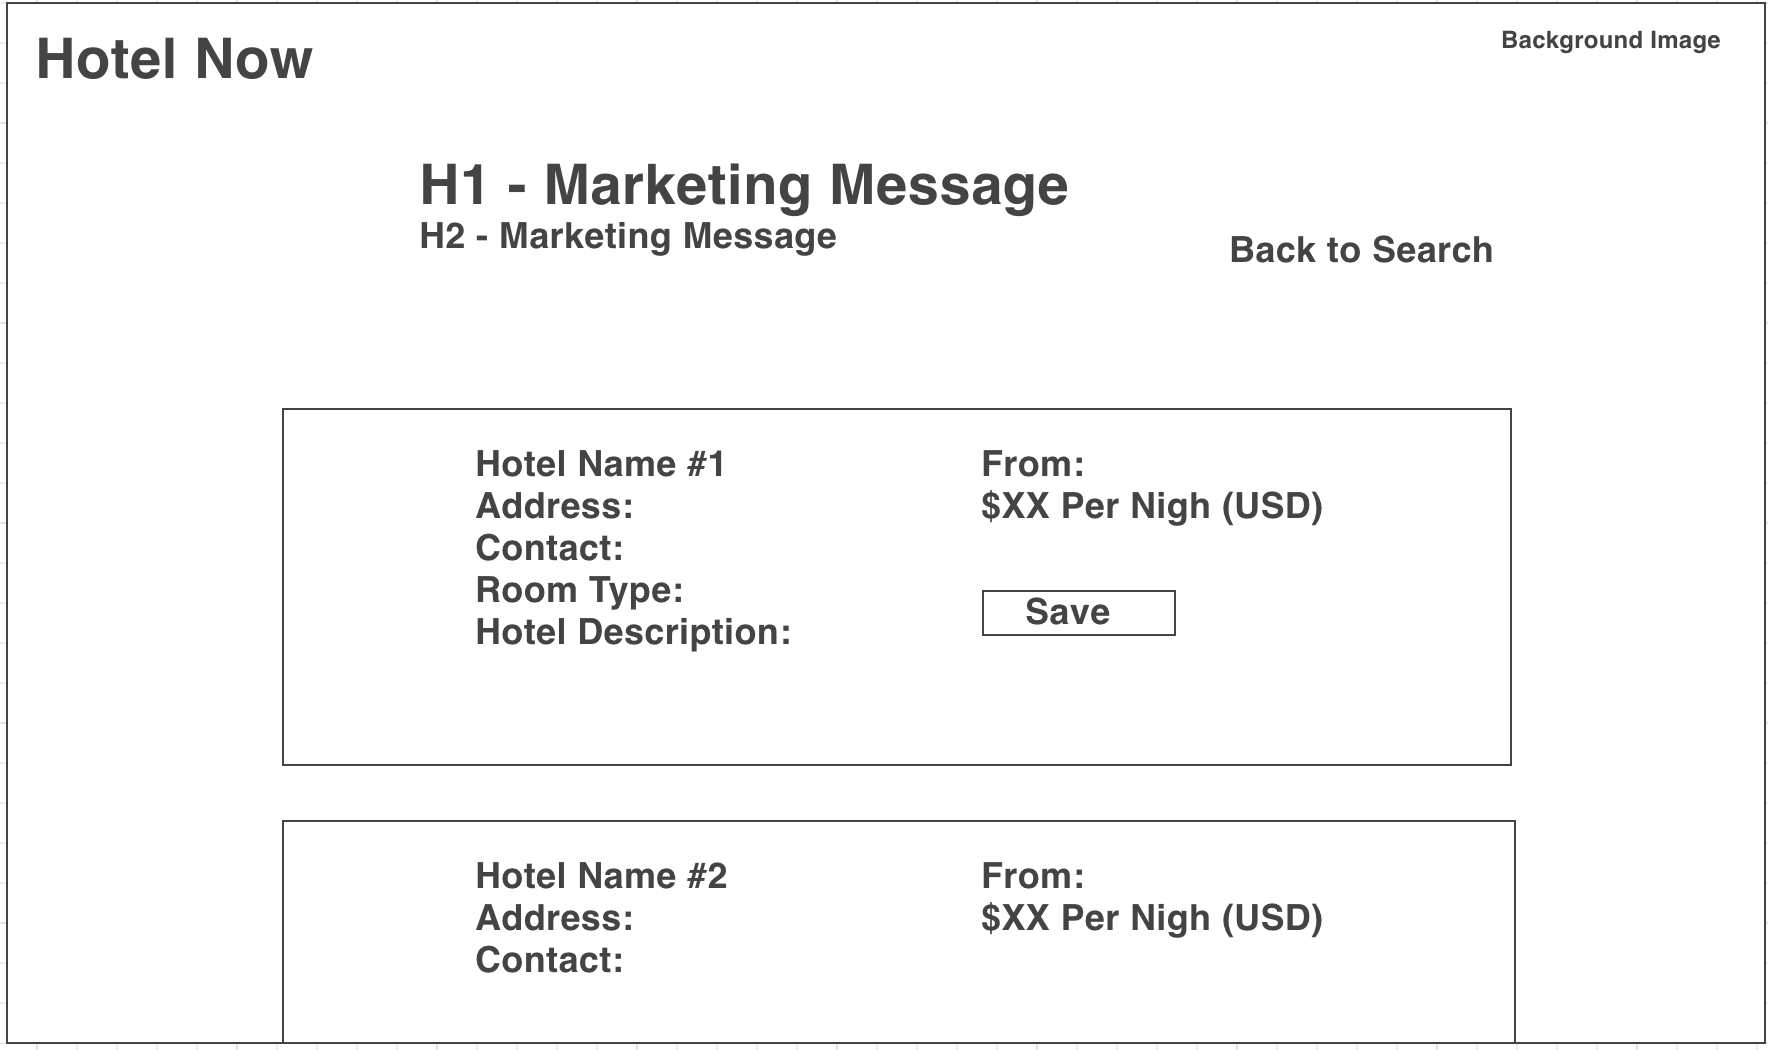 Hotel Now
Background Image
H1 - Marketing Message
H2 - Marketing Message
Back to Search
Hotel Name #1
Address:
Contact:
Room Type:
Hotel Description:
From:
$XX Per Nigh (USD)
Save
Hotel Name #2
Address:
Contact:
From:
$XX Per Nigh (USD)